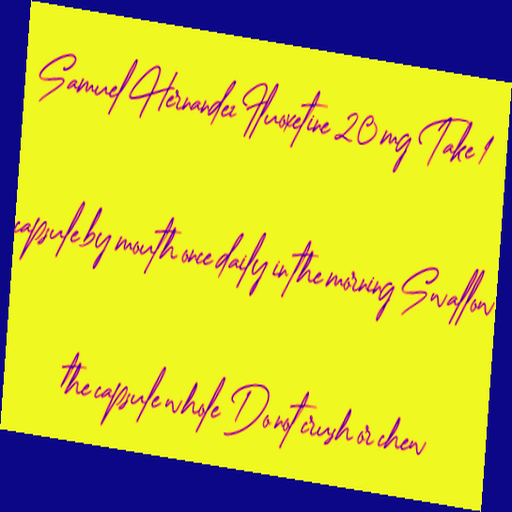 Samuel Hernandez Fluoxetine 20 mg Take 1
capsule by mouth once daily in the morning Swallow
the capsule whole Do not crush or chew